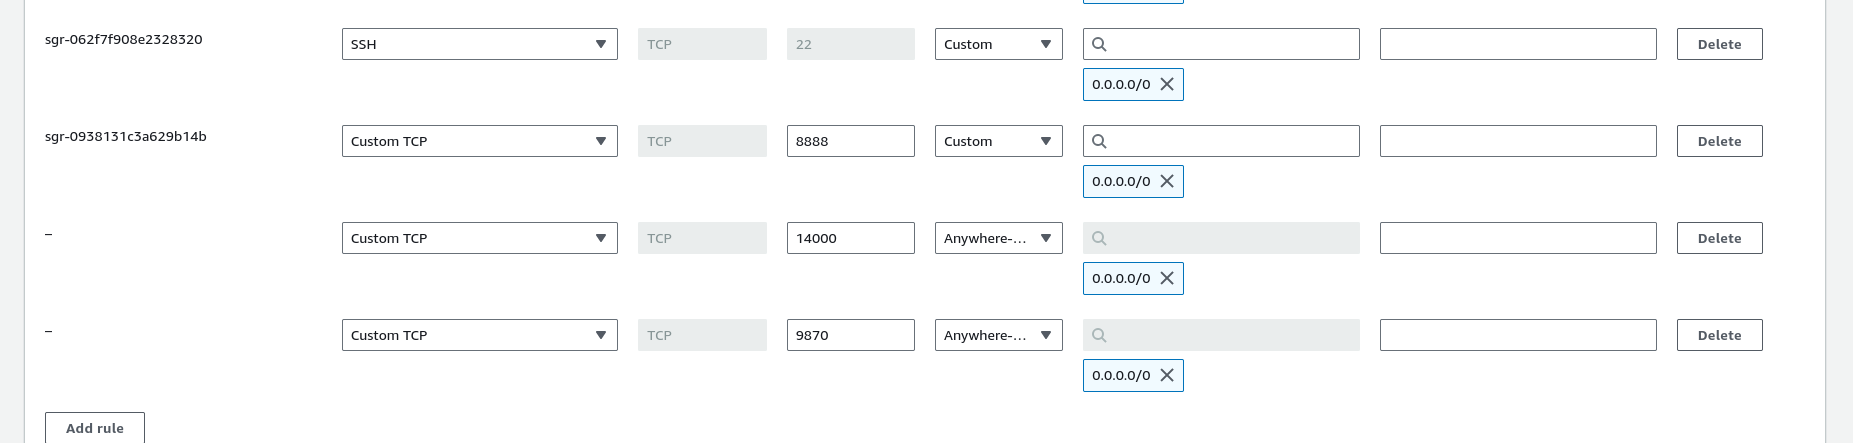 sgr-062f7f908e2328320 SSH TCP 22 Custom Delete
0.0.0.0/0
sgr-0938131c3a629b14b Custom TCP TCP 8888 Custom Delete
0.0.0.0/0
– Custom TCP TCP 14000 Anywhere-... Delete
0.0.0.0/0
– Custom TCP TCP 9870 Anywhere-... Delete
0.0.0.0/0
Add rule